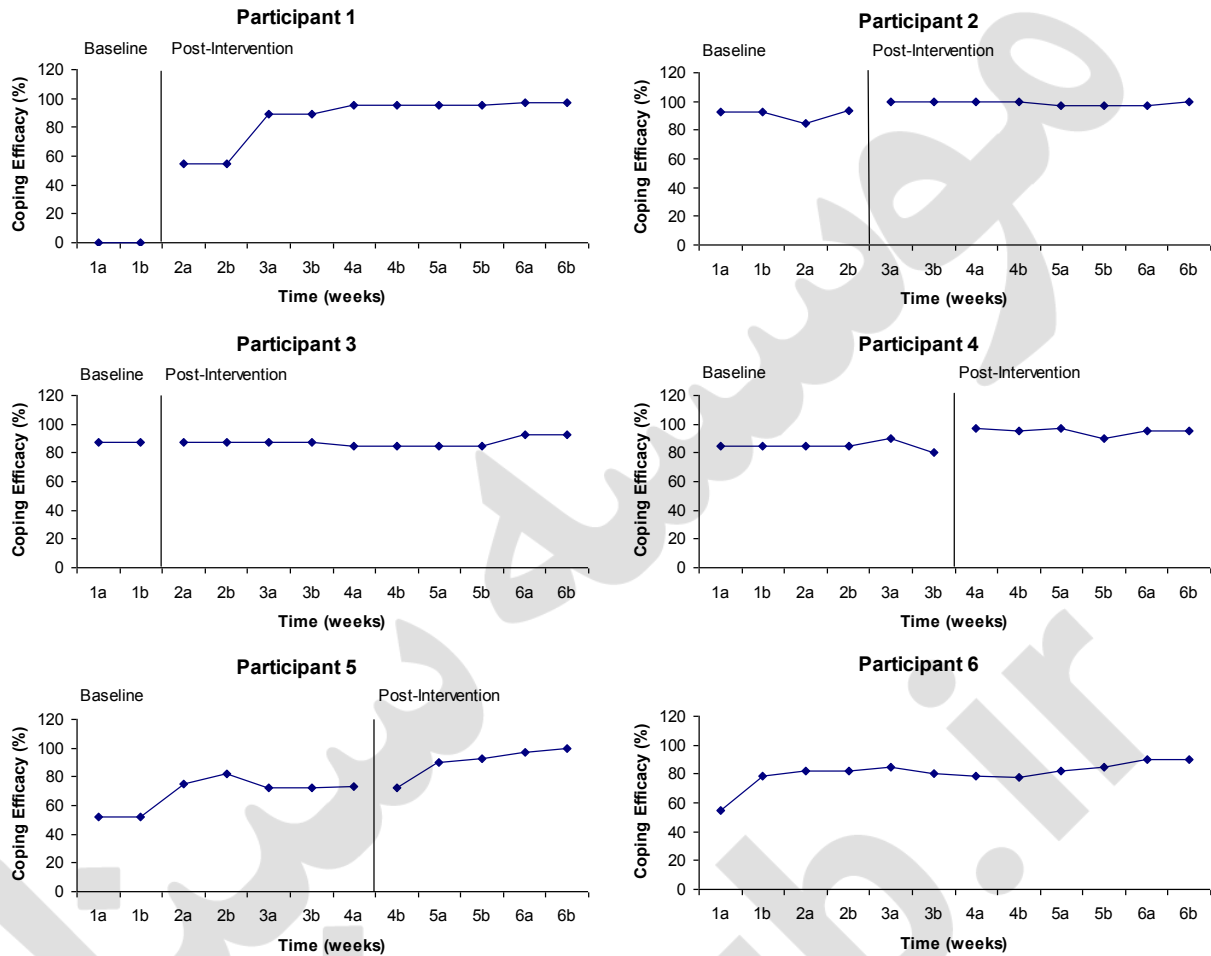 Participant 1
Baseline Post-Intervention
Coping Efficacy (%)
120
100
80
60
40
20
0
1a 1b 2a 2b 3a 3b 4a 4b 5a 5b 6a 6b
Time (weeks)
Participant 2
Baseline Post-Intervention
Coping Efficacy (%)
120
100
80
60
40
20
0
1a 1b 2a 2b 3a 3b 4a 4b 5a 5b 6a 6b
Time (weeks)
Participant 3
Baseline Post-Intervention
Coping Efficacy (%)
120
100
80
60
40
20
0
1a 1b 2a 2b 3a 3b 4a 4b 5a 5b 6a 6b
Time (weeks)
Participant 4
Baseline Post-Intervention
Coping Efficacy (%)
120
100
80
60
40
20
0
1a 1b 2a 2b 3a 3b 4a 4b 5a 5b 6a 6b
Time (weeks)
Participant 5
Baseline Post-Intervention
Coping Efficacy (%)
120
100
80
60
40
20
0
1a 1b 2a 2b 3a 3b 4a 4b 5a 5b 6a 6b
Time (weeks)
Participant 6
Coping Efficacy (%)
120
100
80
60
40
20
0
1a 1b 2a 2b 3a 3b 4a 4b 5a 5b 6a 6b
Time (weeks)
موسسه
b.ir